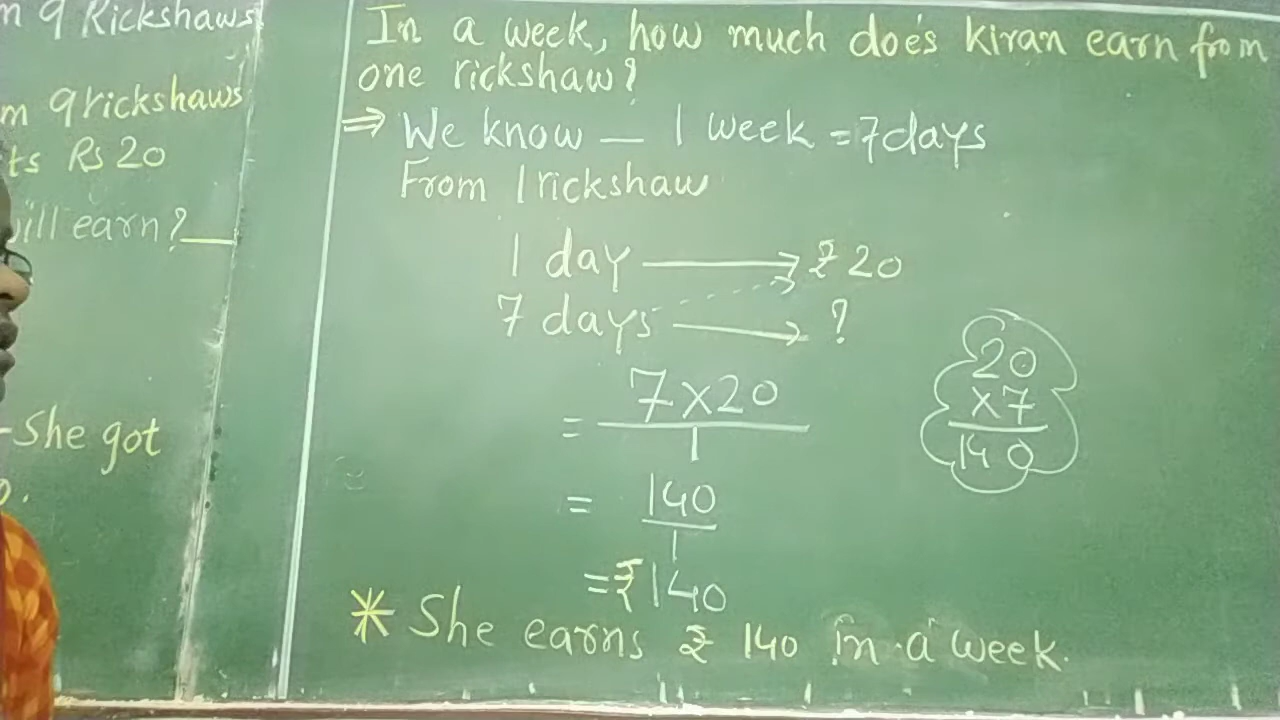 9 Rickshaws
9 rickshaws
Rs 20
earn?
She got
In a week, how much does kiran earn from
one rickshaw?
⇒ We know — 1 week = 7 days
From 1 rickshaw
1 day → ₹ 20
7 days → ?
= 7×20
1
= 140
1
= ₹ 140
20
×7
140
* She earns ₹ 140 in a week.